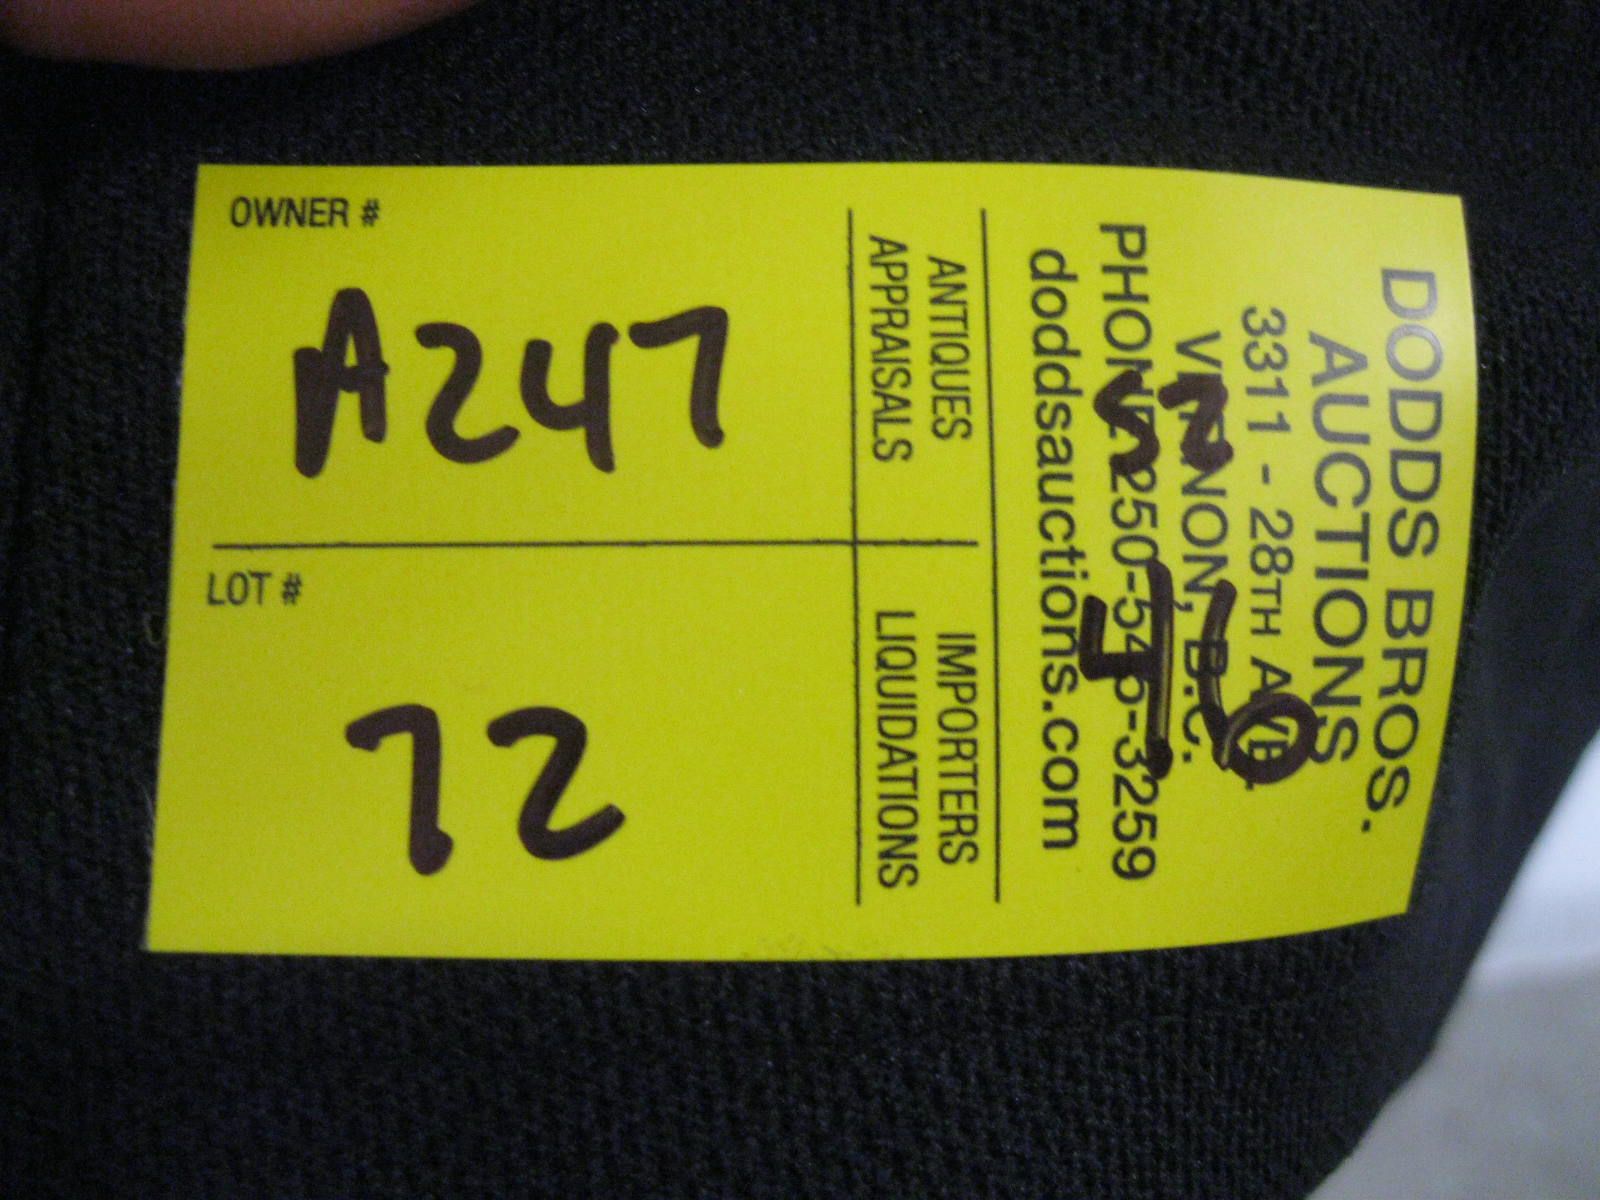 DODDS BROS.
AUCTIONS
3311 - 28TH AVE
VERNON, B.C.
PHONE 250-545-3259
doddsauctions.com
ANTIQUES
APPRAISALS
IMPORTERS
LIQUIDATIONS
OWNER #
A247
LOT #
72